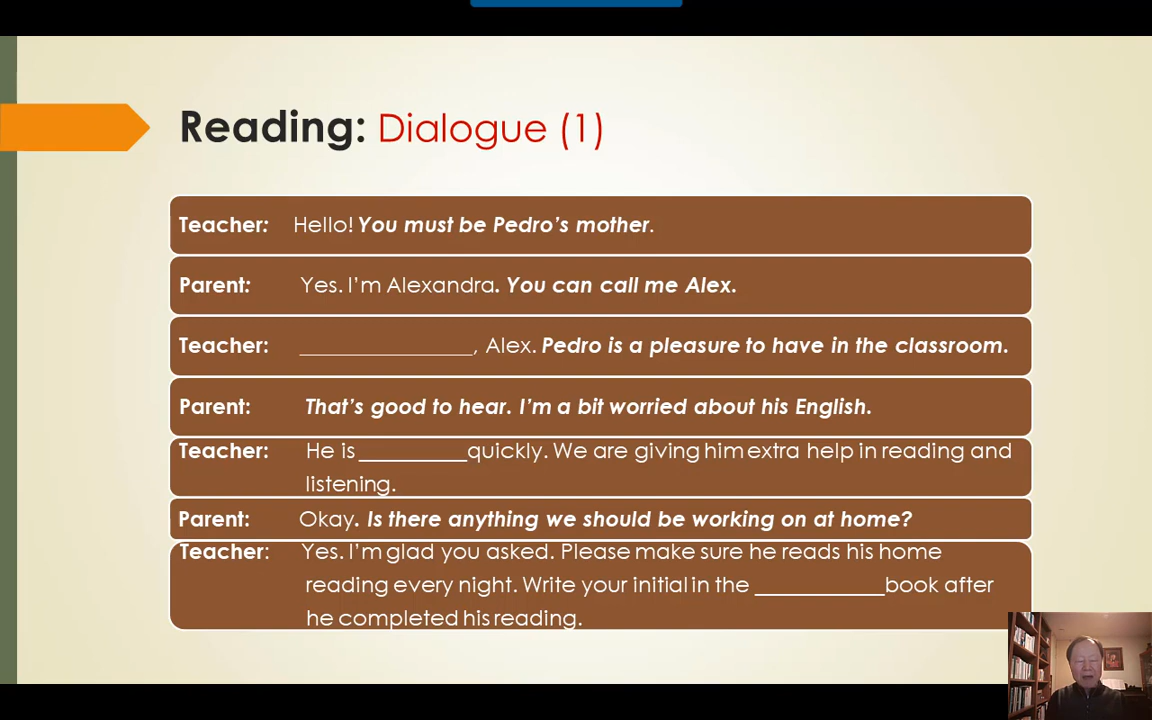 Reading: Dialogue (1)
Teacher: Hello! You must be Pedro’s mother.
Parent: Yes. I’m Alexandra. You can call me Alex.
Teacher: ________________, Alex. Pedro is a pleasure to have in the classroom.
Parent: That’s good to hear. I’m a bit worried about his English.
Teacher: He is __________quickly. We are giving him extra help in reading and
listening.
Parent: Okay. Is there anything we should be working on at home?
Teacher: Yes. I’m glad you asked. Please make sure he reads his home
reading every night. Write your initial in the ____________book after
he completed his reading.